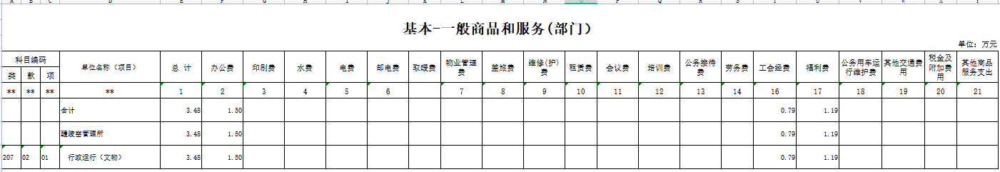 A B C D E F G H I J K L M N O P Q R S T U V W X Y
基本-一般商品和服务(部门）
单位：万元
科目编码 单位名称（项目） 总 计 办公费 印刷费 水费 电费 邮电费 取暖费 物业管理费 差旅费 维修(护)费 租赁费 会议费 培训费 公务接待费 劳务费 工会经费 福利费 公务用车运行维护费 其他交通费用 税金及附加费用 其他商品服务支出
类 款 项
** ** ** ** 1 2 3 4 5 6 7 8 9 10 11 12 13 14 16 17 18 19 20 21
合计 3.48 1.50 0.79 1.19
醴陵窑管理所 3.48 1.50 0.79 1.19
207 02 01 行政运行（文物） 3.48 1.50 0.79 1.19